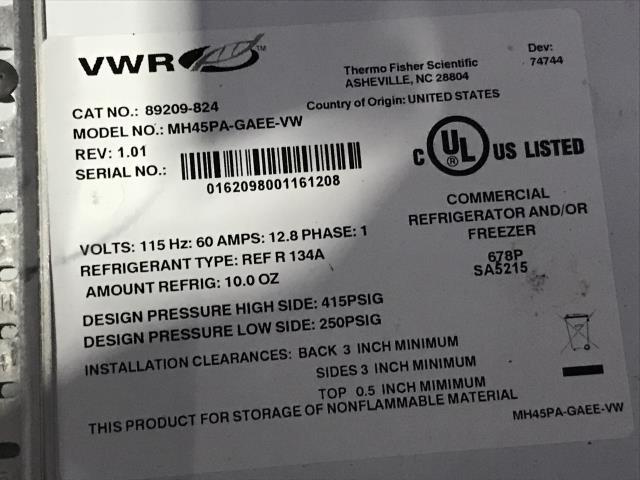 VWR™
Thermo Fisher Scientific
ASHEVILLE, NC 28804
Dev:
74744
CAT NO.: 89209-824
Country of Origin: UNITED STATES
MODEL NO.: MH45PA-GAEE-VW
REV: 1.01
SERIAL NO.:
0162098001161208
C UL® US LISTED
COMMERCIAL
REFRIGERATOR AND/OR
FREEZER
678P
SA5215
VOLTS: 115 Hz: 60 AMPS: 12.8 PHASE: 1
REFRIGERANT TYPE: REF R 134A
AMOUNT REFRIG: 10.0 OZ
DESIGN PRESSURE HIGH SIDE: 415PSIG
DESIGN PRESSURE LOW SIDE: 250PSIG
INSTALLATION CLEARANCES: BACK 3 INCH MINIMUM
SIDES 3 INCH MINIMUM
TOP 0.5 INCH MIMIMUM
THIS PRODUCT FOR STORAGE OF NONFLAMMABLE MATERIAL
MH45PA-GAEE-VW